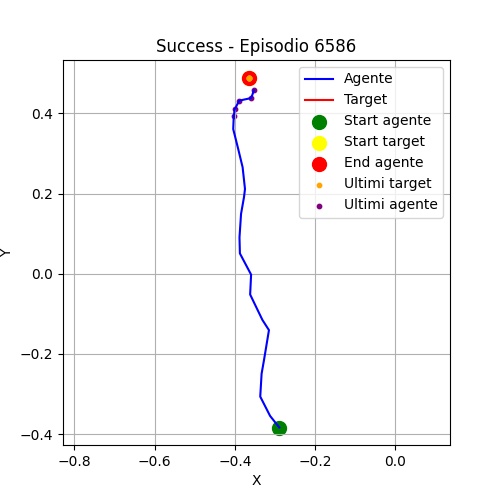 Success - Episodio 6586
Agente
Target
Start agente
Start target
End agente
Ultimi target
Ultimi agente
0.4
0.2
0.0
−0.2
−0.4
Y
−0.8
−0.6
−0.4
−0.2
0.0
X